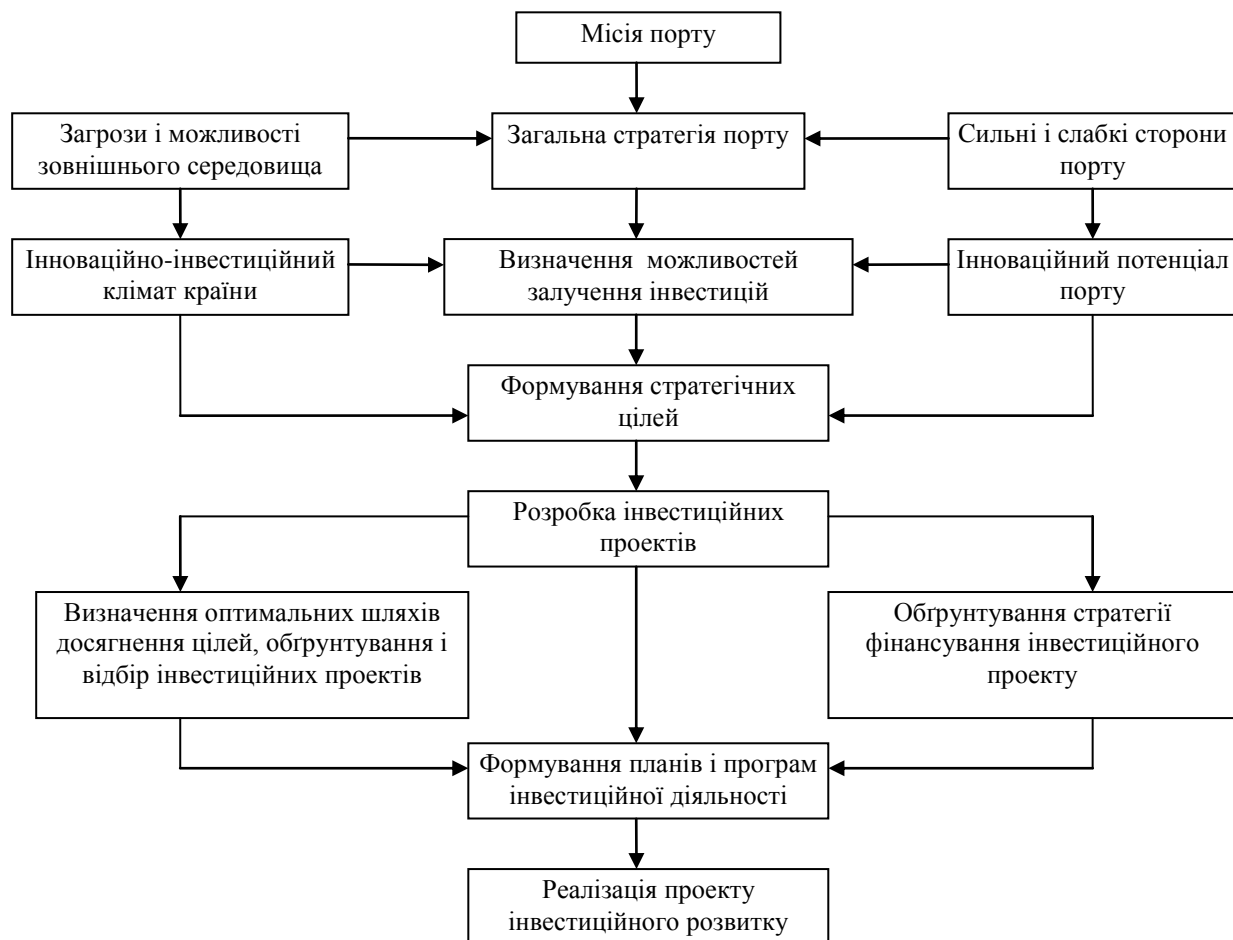 Місія порту
Загрози і можливості
зовнішнього середовища
Загальна стратегія порту
Сильні і слабкі сторони
порту
Інноваційно-інвестиційний
клімат країни
Визначення  можливостей
залучення інвестицій
Інноваційний потенціал
порту
Формування стратегічних
цілей
Розробка інвестиційних
проектів
Визначення оптимальних шляхів
досягнення цілей, обґрунтування і
відбір інвестиційних проектів
Обґрунтування стратегії
фінансування інвестиційного
проекту
Формування планів і програм
інвестиційної діяльності
Реалізація проекту
інвестиційного розвитку